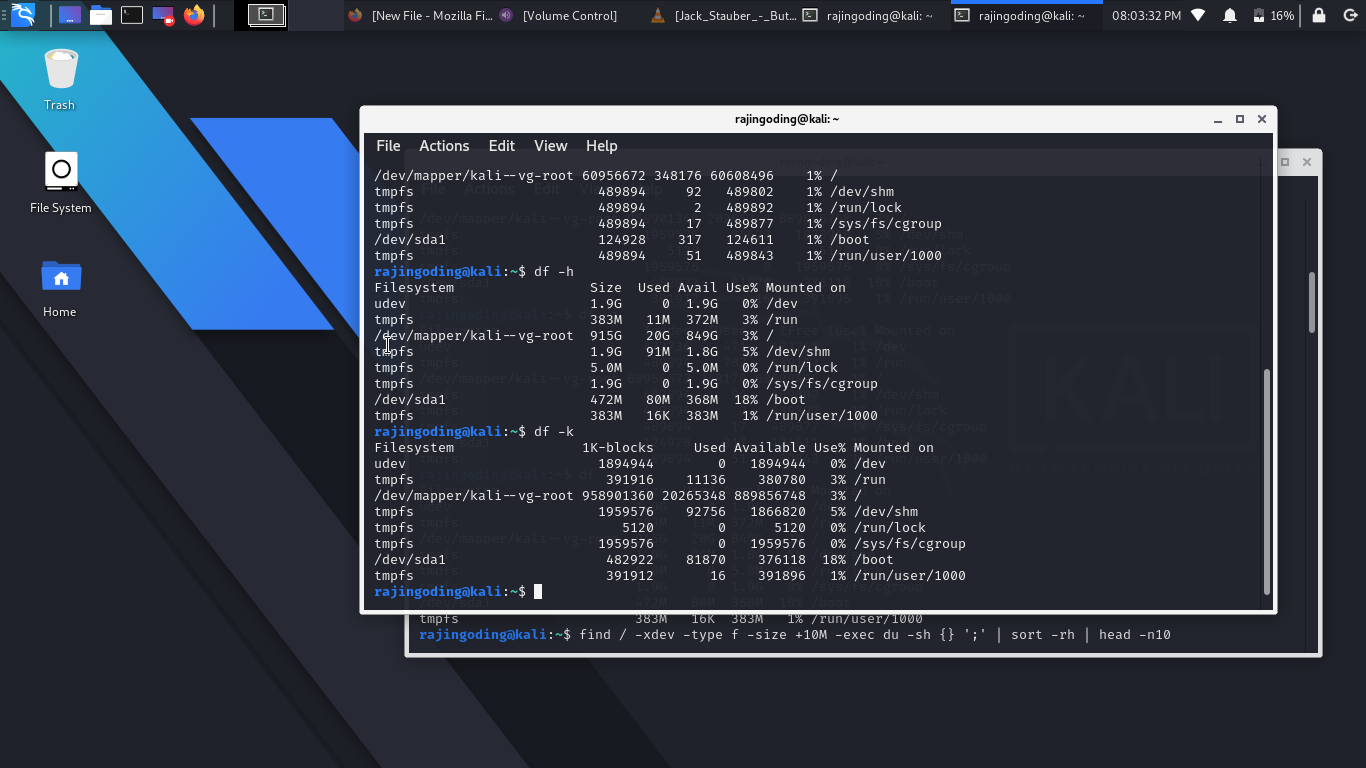 [New File - Mozilla Fi... [Volume Control] [Jack_Stauber_-_But... rajingoding@kali: ~ rajingoding@kali: ~ 08:03:32 PM 16%
Trash
File System
Home
rajingoding@kali: ~
File Actions Edit View Help
/dev/mapper/kali--vg-root 60956672 348176 60608496 1% /
tmpfs 489894 92 489802 1% /dev/shm
tmpfs 489894 2 489892 1% /run/lock
tmpfs 489894 17 489877 1% /sys/fs/cgroup
/dev/sda1 124928 317 124611 1% /boot
tmpfs 489894 51 489843 1% /run/user/1000
rajingoding@kali:~$ df -h
Filesystem Size Used Avail Use% Mounted on
udev 1.9G 0 1.9G 0% /dev
tmpfs 383M 11M 372M 3% /run
/dev/mapper/kali--vg-root 915G 20G 849G 3% /
tmpfs 1.9G 91M 1.8G 5% /dev/shm
tmpfs 5.0M 0 5.0M 0% /run/lock
tmpfs 1.9G 0 1.9G 0% /sys/fs/cgroup
/dev/sda1 472M 80M 368M 18% /boot
tmpfs 383M 16K 383M 1% /run/user/1000
rajingoding@kali:~$ df -k
Filesystem 1K-blocks Used Available Use% Mounted on
udev 1894944 0 1894944 0% /dev
tmpfs 391916 11136 380780 3% /run
/dev/mapper/kali--vg-root 958901360 20265348 889856748 3% /
tmpfs 1959576 92756 1866820 5% /dev/shm
tmpfs 5120 0 5120 0% /run/lock
tmpfs 1959576 0 1959576 0% /sys/fs/cgroup
/dev/sda1 482922 81870 376118 18% /boot
tmpfs 391912 16 391896 1% /run/user/1000
rajingoding@kali:~$
tmpfs 383M 16K 383M 1% /run/user/1000
rajingoding@kali:~$ find / -xdev -type f -size +10M -exec du -sh {} ';' | sort -rh | head -n10